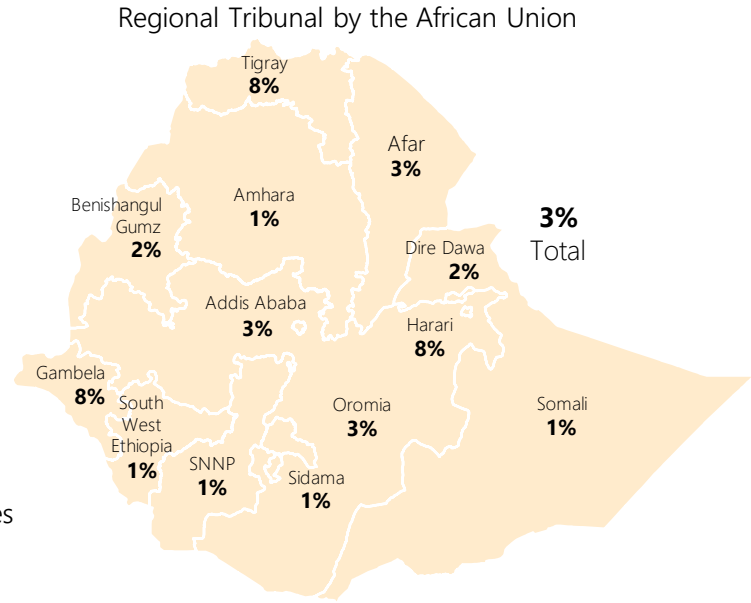 Regional Tribunal by the African Union
Tigray
8%
Afar
3%
Amhara
1%
Benishangul
Gumz
2%
3%
Total
Dire Dawa
2%
Addis Ababa
3%
Harari
8%
Gambela
8%
South
West
Ethiopia
1%
Oromia
3%
Somali
1%
SNNP
1%
Sidama
1%
es